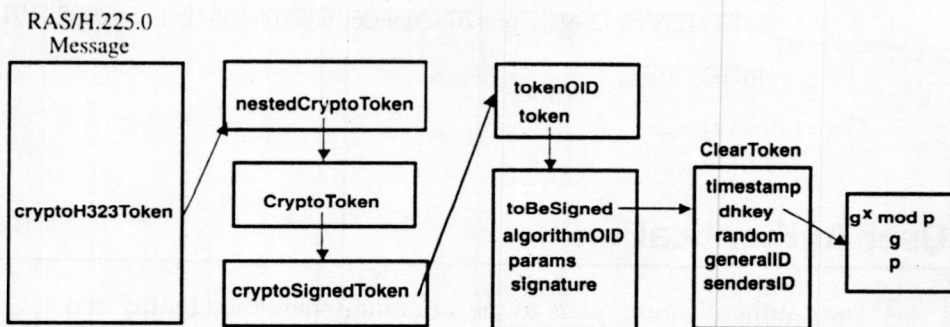 RAS/H.225.0
Message
cryptoH323Token
nestedCryptoToken
CryptoToken
cryptoSignedToken
tokenOID
token
toBeSigned
algorithmOID
params
signature
ClearToken
timestamp
dhkey
random
generalID
sendersID
g^x mod p
g
p